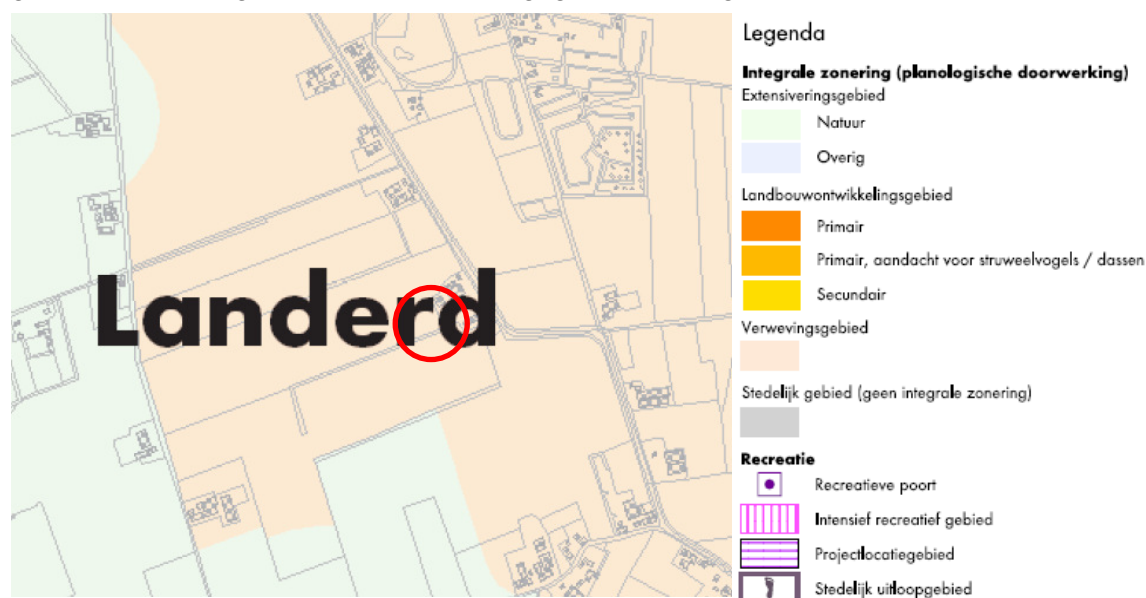 Landerd
Legenda
Integrale zonering (planologische doorwerking)
Extensiveringsgebied
Natuur
Overig
Landbouwontwikkelingsgebied
Primair
Primair, aandacht voor struweelvogels / dassen
Secundair
Verwevingsgebied
Stedelijk gebied (geen integrale zonering)
Recreatie
Recreatieve poort
Intensief recreatief gebied
Projectlocatiegebied
Stedelijk uitloopgebied